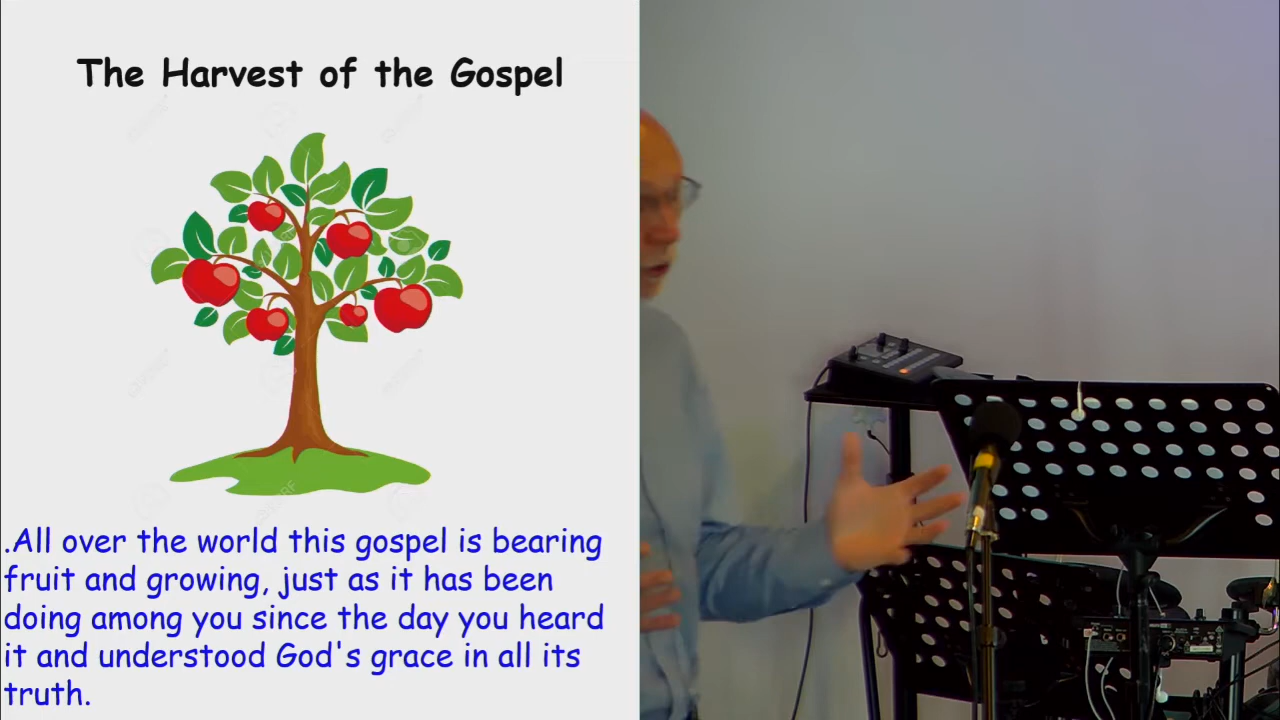 The Harvest of the Gospel
.All over the world this gospel is bearing
fruit and growing, just as it has been
doing among you since the day you heard
it and understood God's grace in all its
truth.